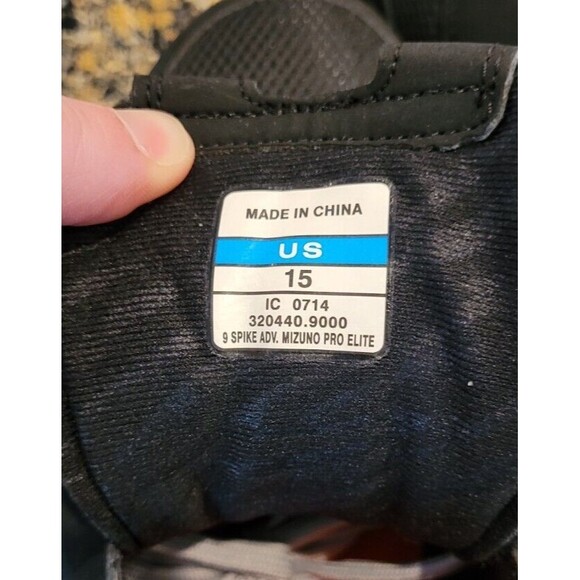 MADE IN CHINA
US
15
IC 0714
320440.9000
9 SPIKE ADV. MIZUNO PRO ELITE